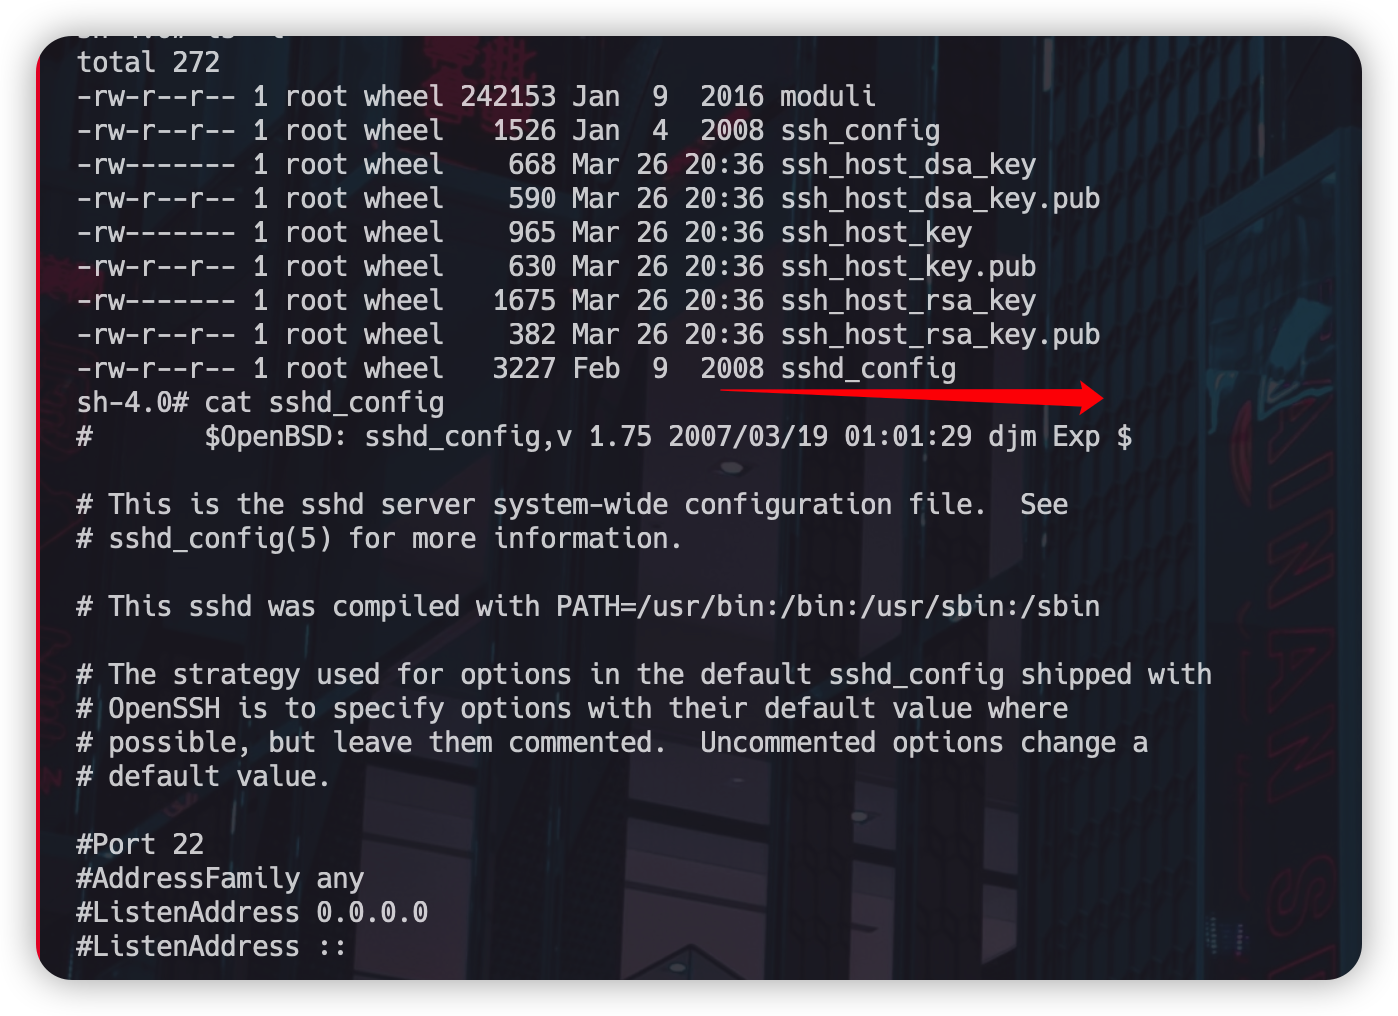 total 272
-rw-r--r-- 1 root wheel 242153 Jan  9  2016 moduli
-rw-r--r-- 1 root wheel   1526 Jan  4  2008 ssh_config
-rw------- 1 root wheel    668 Mar 26 20:36 ssh_host_dsa_key
-rw-r--r-- 1 root wheel    590 Mar 26 20:36 ssh_host_dsa_key.pub
-rw------- 1 root wheel    965 Mar 26 20:36 ssh_host_key
-rw-r--r-- 1 root wheel    630 Mar 26 20:36 ssh_host_key.pub
-rw------- 1 root wheel   1675 Mar 26 20:36 ssh_host_rsa_key
-rw-r--r-- 1 root wheel    382 Mar 26 20:36 ssh_host_rsa_key.pub
-rw-r--r-- 1 root wheel   3227 Feb  9  2008 sshd_config
sh-4.0# cat sshd_config
#       $OpenBSD: sshd_config,v 1.75 2007/03/19 01:01:29 djm Exp $
# This is the sshd server system-wide configuration file.  See
# sshd_config(5) for more information.
# This sshd was compiled with PATH=/usr/bin:/bin:/usr/sbin:/sbin
# The strategy used for options in the default sshd_config shipped with
# OpenSSH is to specify options with their default value where
# possible, but leave them commented.  Uncommented options change a
# default value.
#Port 22
#AddressFamily any
#ListenAddress 0.0.0.0
#ListenAddress ::